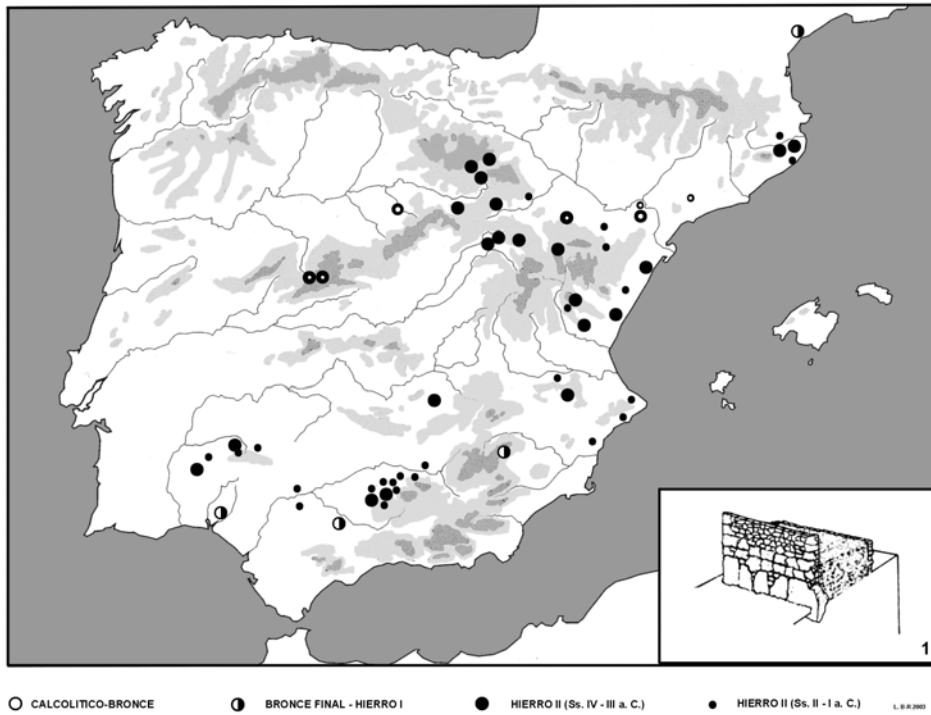 1
CALCOLITICO-BRONCE BRONCE FINAL - HIERRO I HIERRO II (Ss. IV - III a. C.) HIERRO II (Ss. II - I a. C.) L. B-R 2003